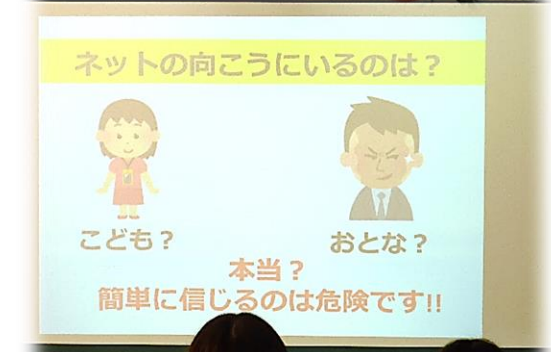 ネットの向こうにいるのは？
こども？
おとな？
本当？
簡単に信じるのは危険です!!